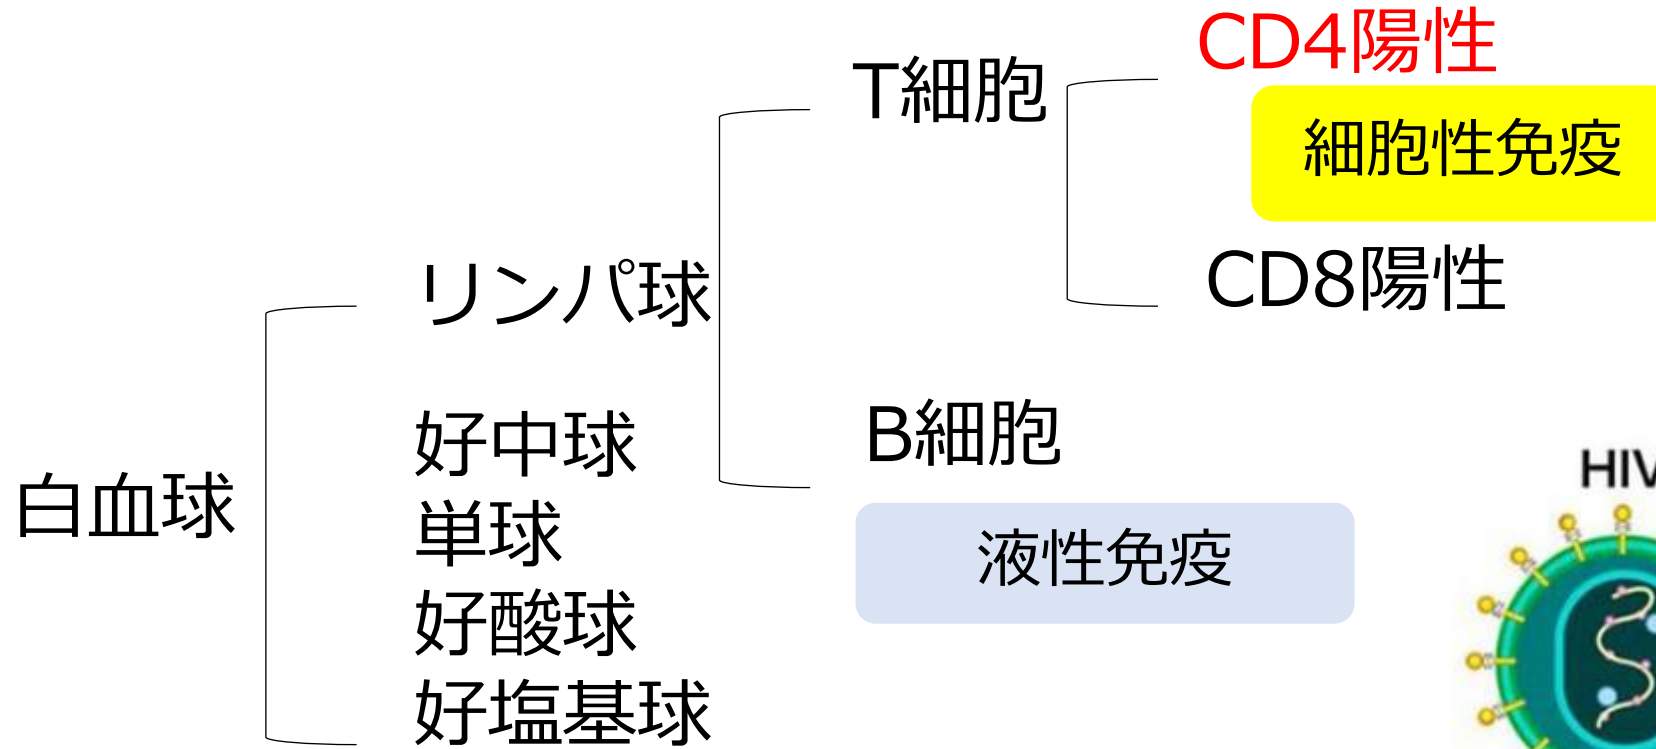 CD4陽性
T細胞
細胞性免疫
CD8陽性
リンパ球
B細胞
好中球
白血球
単球
液性免疫
好酸球
好塩基球
HIV